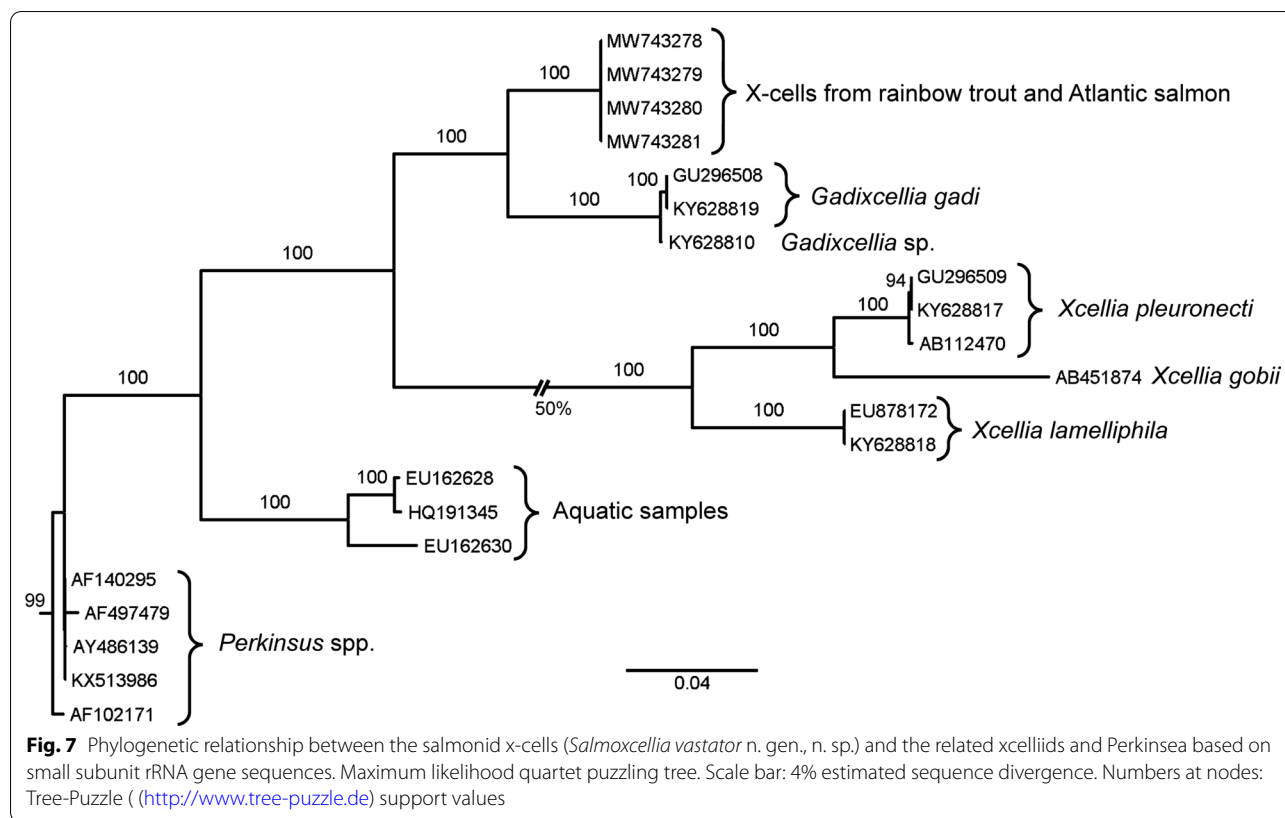 MW743278
100
MW743279
X-cells from rainbow trout and Atlantic salmon
MW743280
MW743281
100
GU296508
100
100
KY628819
Gadixcellia gadi
KY628810
Gadixcellia sp.
100
GU296509
94
100
KY628817
Xcellia pleuronecti
AB112470
100
100
AB451874 Xcellia gobii
50%
100
EU878172
100
Xcellia lamelliphila
KY628818
100
EU162628
100
100
HQ191345
Aquatic samples
EU162630
AF140295
99
AF497479
AY486139
Perkinsus spp.
KX513986
AF102171
0.04
Fig. 7 Phylogenetic relationship between the salmonid x-cells (Salmoxcellia vastator n. gen., n. sp.) and the related xcelliids and Perkinsea based on
small subunit rRNA gene sequences. Maximum likelihood quartet puzzling tree. Scale bar: 4% estimated sequence divergence. Numbers at nodes:
Tree-Puzzle ( (http://www.tree-puzzle.de) support values